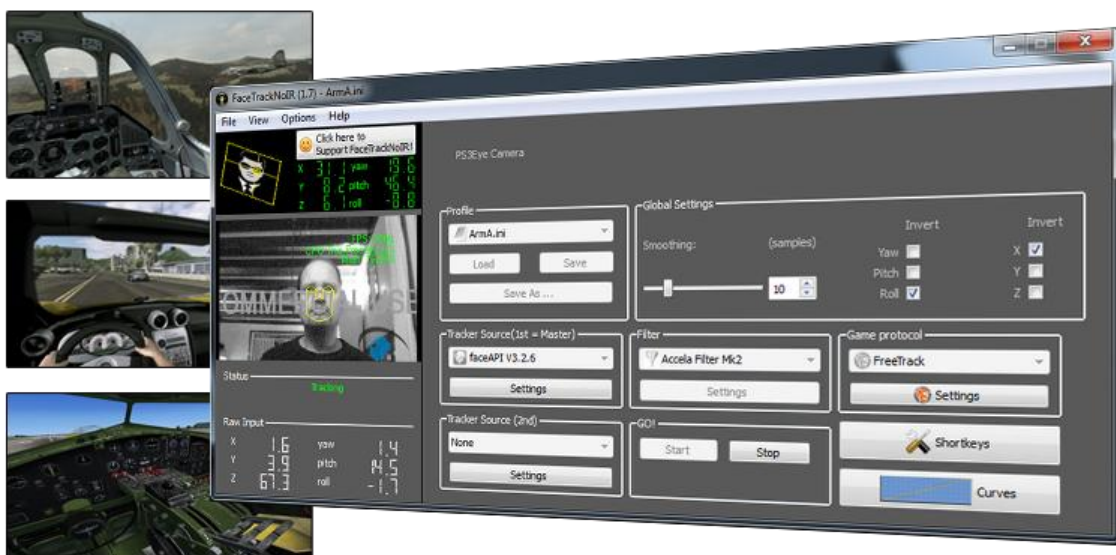 FaceTrackNoIR (1.7) - ArmA.ini
File View Options Help
Click here to
Support FaceTrackNoIR!
X 31.1 yaw 19.6
Y 8.2 pitch 46.4
Z 6.1 roll
PS3Eye Camera
Profile
ArmA.ini
Load Save
Save As ...
Global Settings
Smoothing: (samples)
10
Invert
Yaw
Pitch
Roll
Invert
X
Y
Z
Status
Tracking
Raw Input
X 1.6 yaw 1.4
Y 3.9 pitch 14.5
Z 67.3 roll -1.7
Tracker Source(1st = Master)
faceAPI V3.2.6
Settings
Filter
Accela Filter Mk2
Settings
Game protocol
FreeTrack
Settings
Tracker Source (2nd)
None
Settings
GO!
Start Stop
Shortkeys
Curves